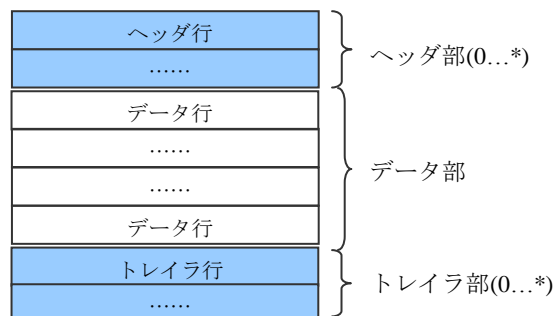 ヘッダ行
……
ヘッダ部(0…*)
データ行
……
……
データ行
データ部
トレイラ行
……
トレイラ部(0…*)